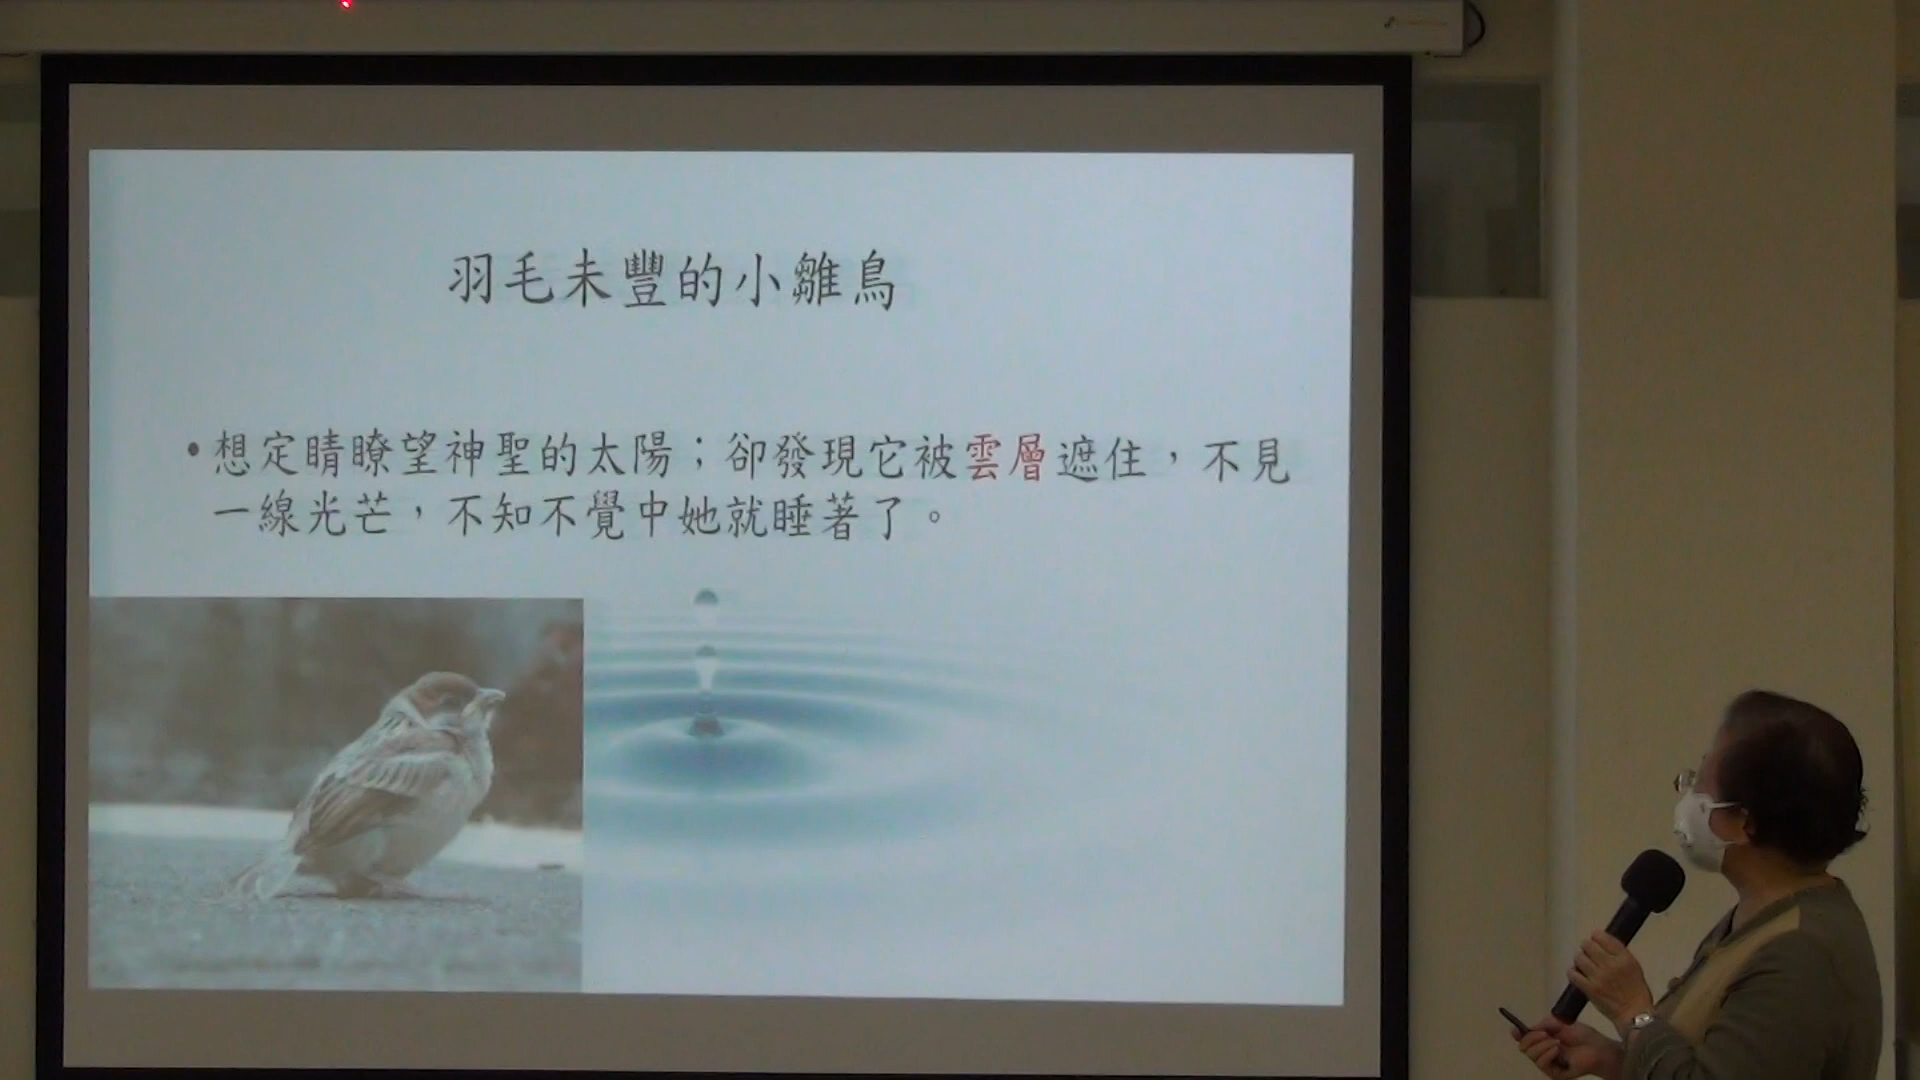 羽毛未豐的小雛鳥
•想定睛瞭望神聖的太陽；卻發現它被雲層遮住，不見
一線光芒，不知不覺中她就睡著了。